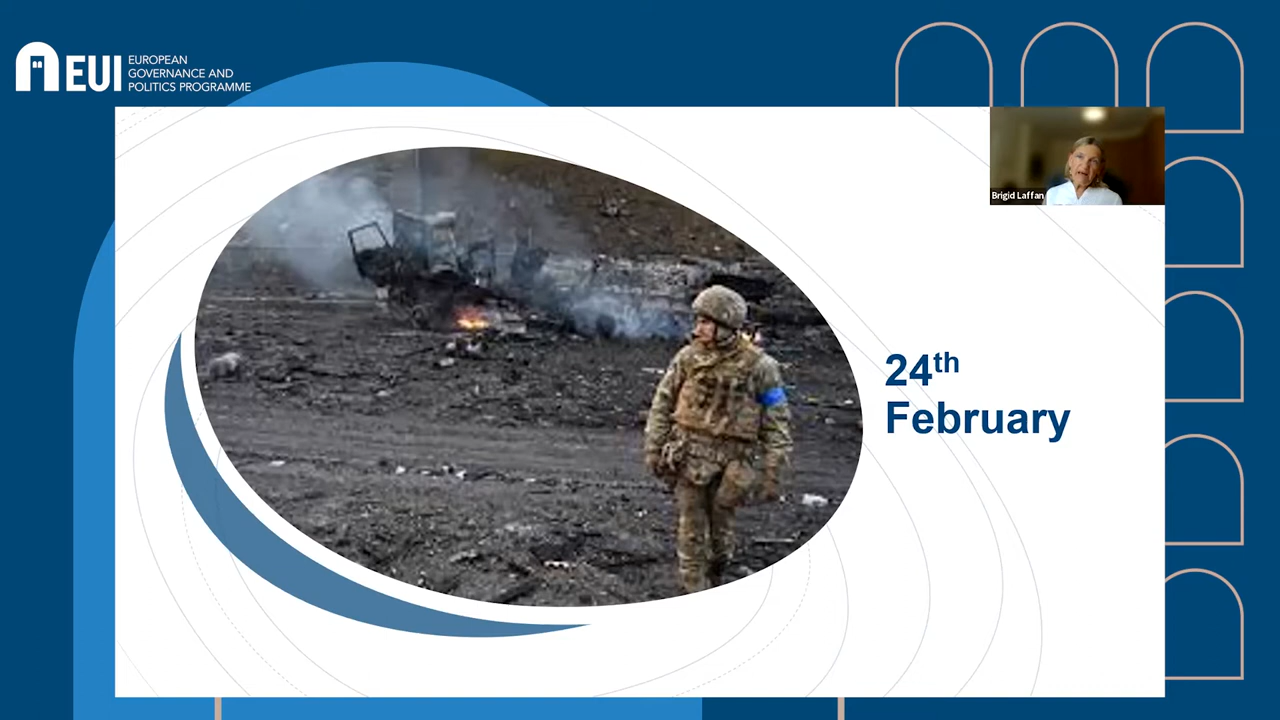 EUI
EUROPEAN
GOVERNANCE AND
POLITICS PROGRAMME
Brigid Laffan
24th
February